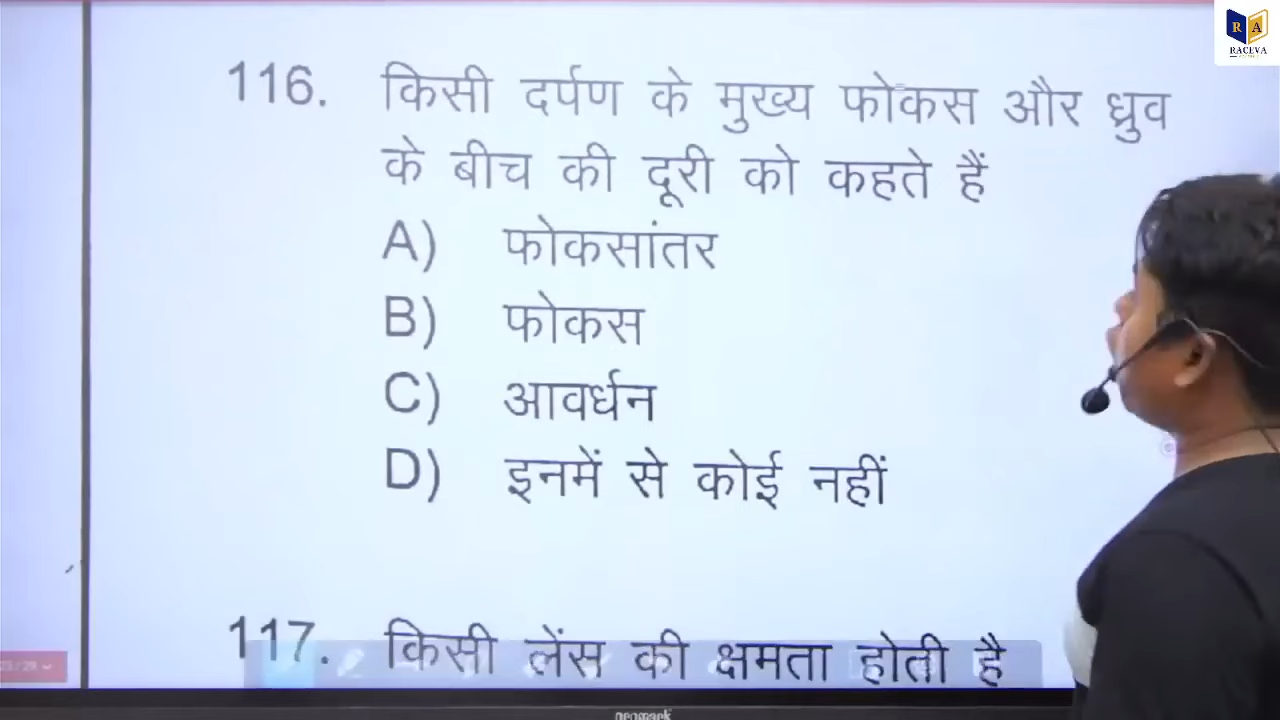 R A
RACEVA
116. किसी दर्पण के मुख्य फोकस और ध्रुव
के बीच की दूरी को कहते हैं
A) फोकसांतर
B) फोकस
C) आवर्धन
D) इनमें से कोई नहीं
117. किसी लेंस की क्षमता होती है